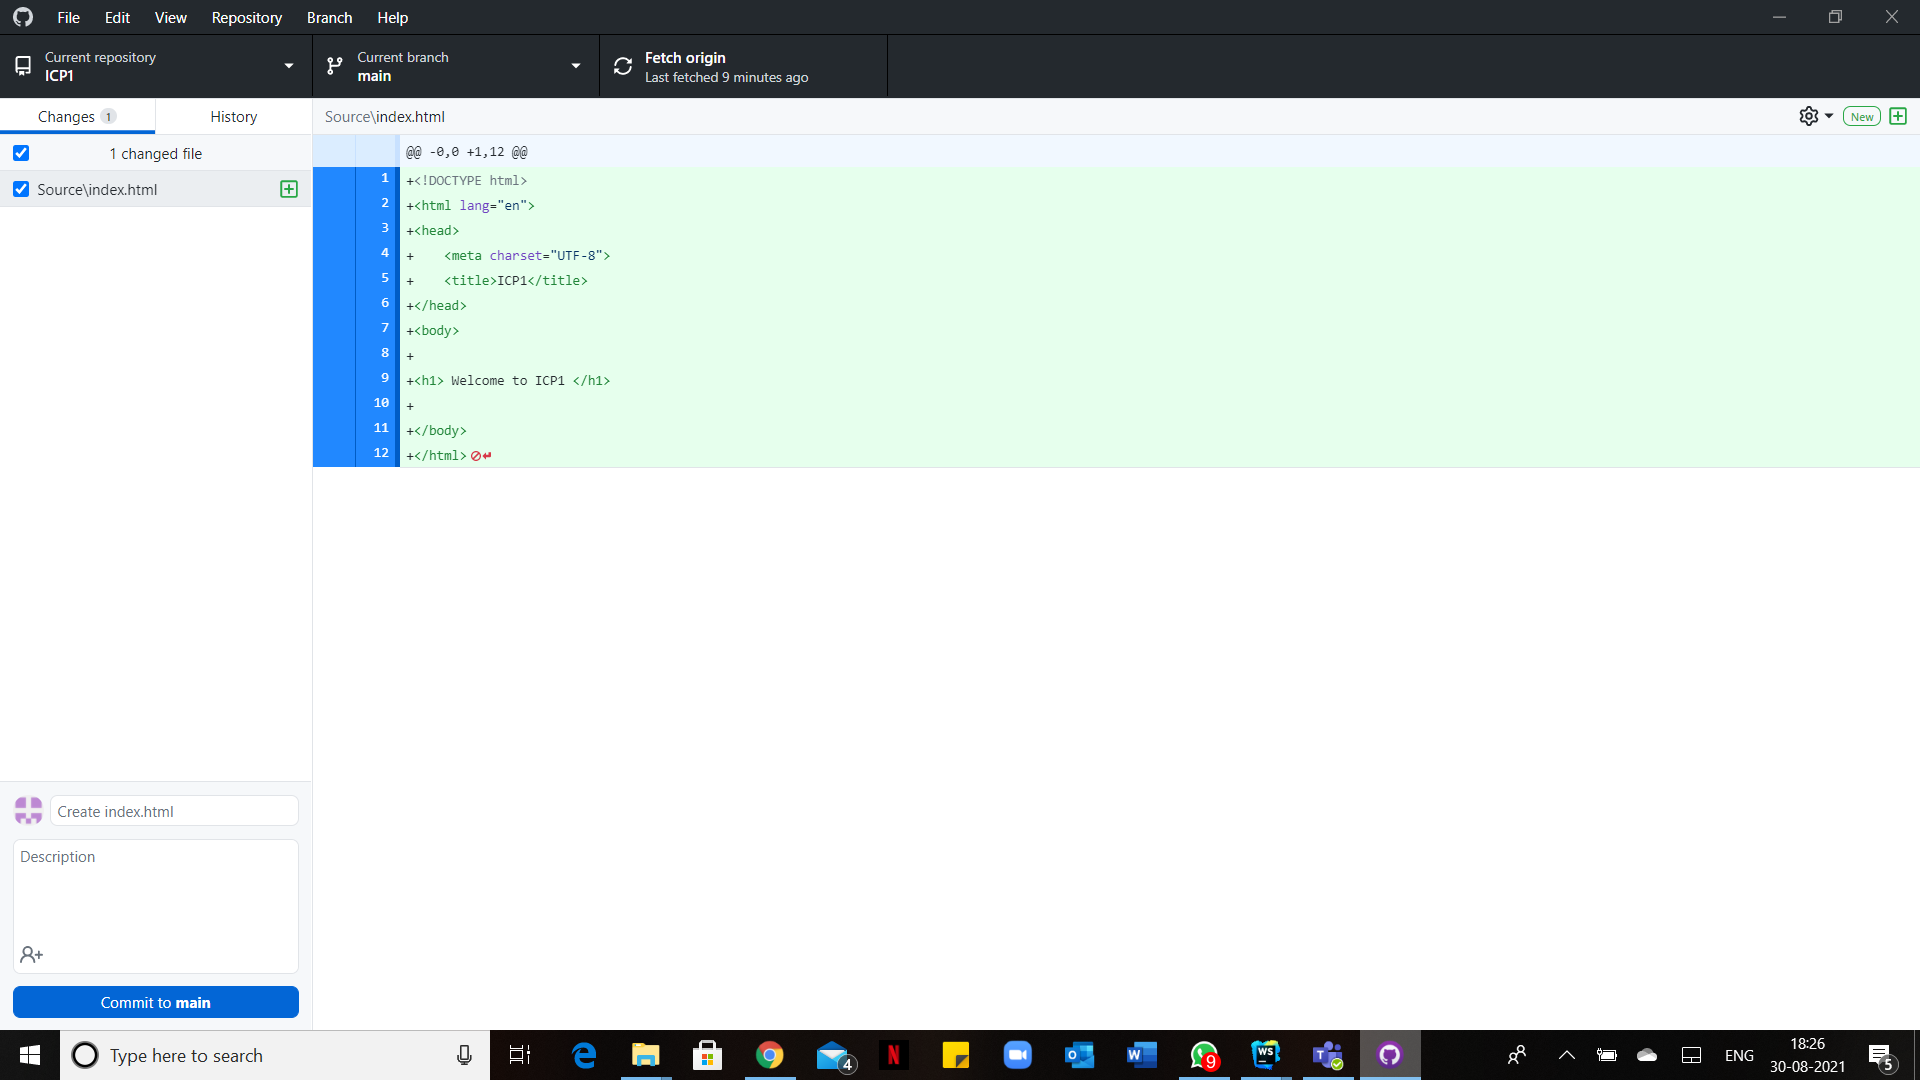 File Edit View Repository Branch Help
Current repository
ICP1
Current branch
main
Fetch origin
Last fetched 9 minutes ago
Changes 1
History
Source\index.html
New
1 changed file
Source\index.html
@@ -0,0 +1,12 @@
1 +<!DOCTYPE html>
2 +<html lang="en">
3 +<head>
4 +    <meta charset="UTF-8">
5 +    <title>ICP1</title>
6 +</head>
7 +<body>
8 +
9 +<h1> Welcome to ICP1 </h1>
10 +
11 +</body>
12 +</html>
Create index.html
Description
Commit to main
Type here to search
4
N
W
9
WS
ENG
18:26
30-08-2021
5